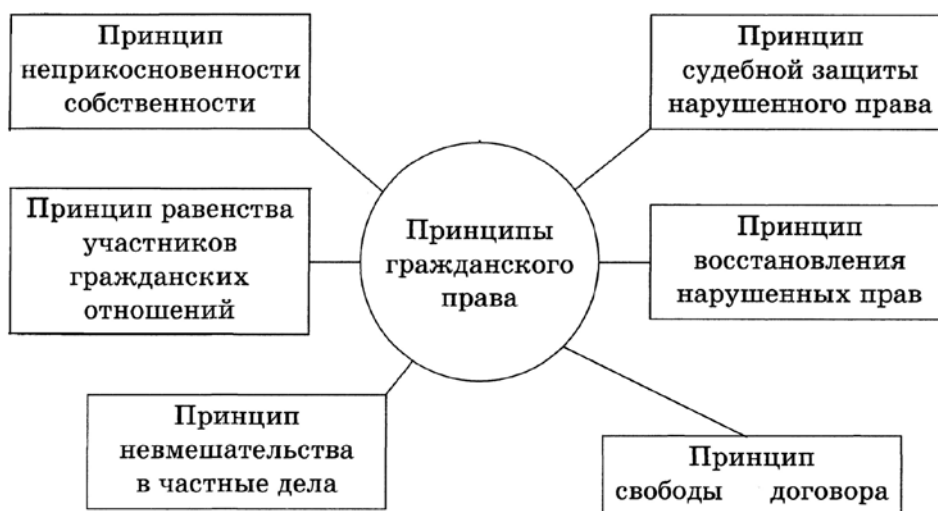 Принцип
неприкосновенности
собственности
Принцип
судебной защиты
нарушенного права
Принцип равенства
участников
гражданских
отношений
Принципы
гражданского
права
Принцип
восстановления
нарушенных прав
Принцип
невмешательства
в частные дела
Принцип
свободы договора